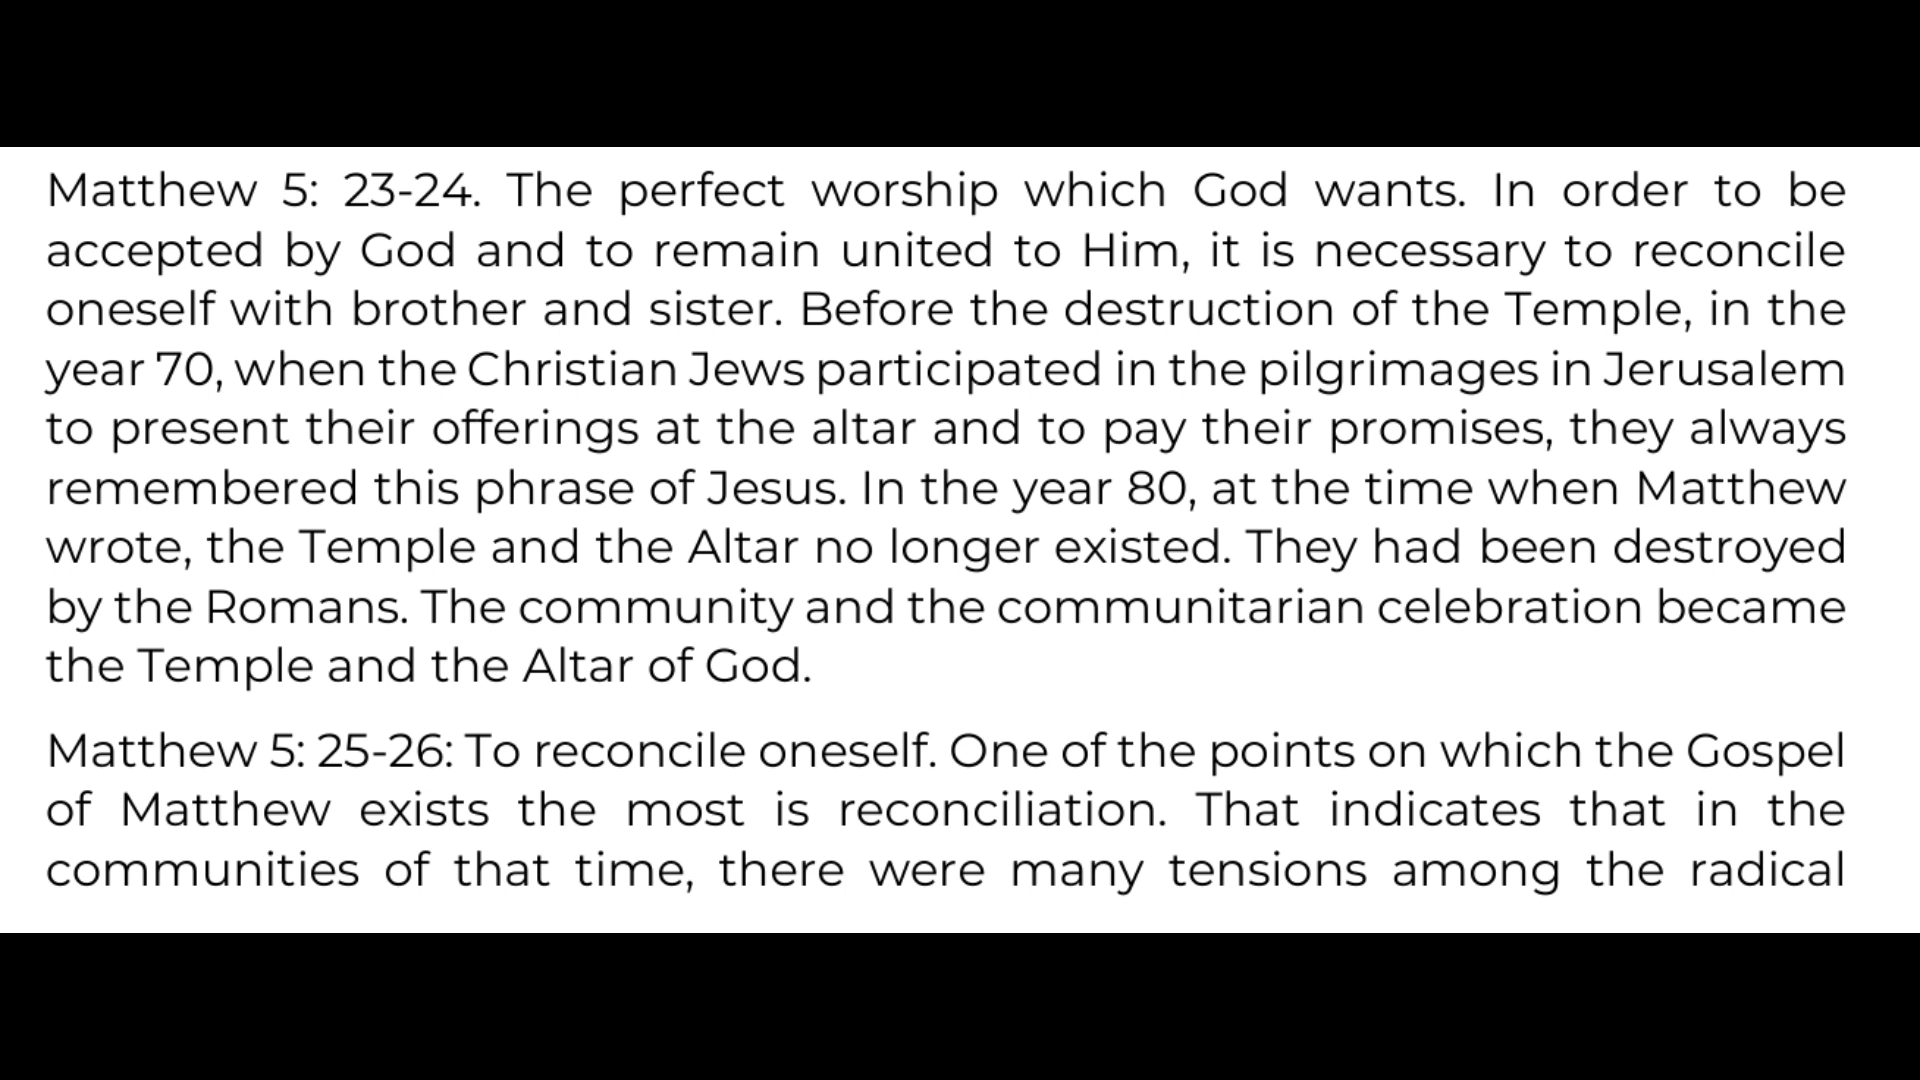 Matthew 5: 23-24. The perfect worship which God wants. In order to be
accepted by God and to remain united to Him, it is necessary to reconcile
oneself with brother and sister. Before the destruction of the Temple, in the
year 70, when the Christian Jews participated in the pilgrimages in Jerusalem
to present their offerings at the altar and to pay their promises, they always
remembered this phrase of Jesus. In the year 80, at the time when Matthew
wrote, the Temple and the Altar no longer existed. They had been destroyed
by the Romans. The community and the communitarian celebration became
the Temple and the Altar of God.
Matthew 5: 25-26: To reconcile oneself. One of the points on which the Gospel
of Matthew exists the most is reconciliation. That indicates that in the
communities of that time, there were many tensions among the radical